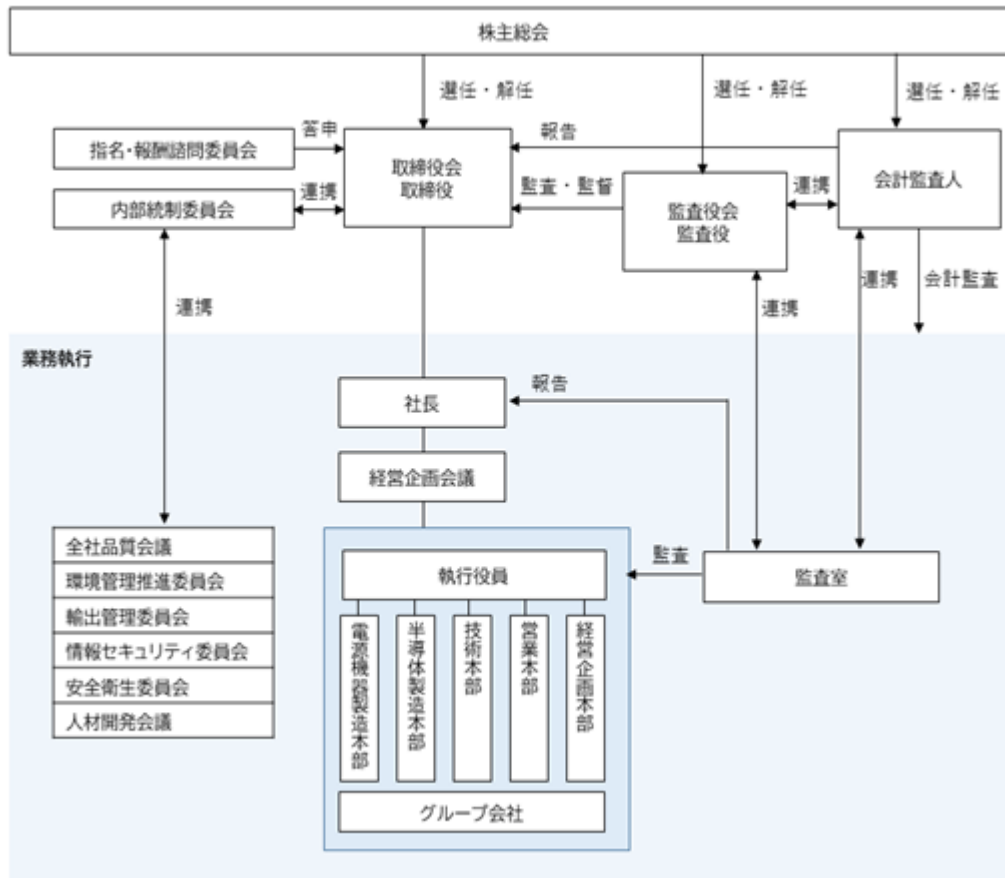 株主総会
選任・解任
選任・解任
選任・解任
指名・報酬諮問委員会
答申
取締役会
取締役
報告
会計監査人
内部統制委員会
連携
監査・監督
監査役会
監査役
連携
連携
連携
連携
会計監査
業務執行
社長
報告
経営企画会議
全社品質会議
環境管理推進委員会
輸出管理委員会
情報セキュリティ委員会
安全衛生委員会
人材開発会議
執行役員
監査
監査室
電源機器製造本部
半導体製造本部
技術本部
営業本部
経営企画本部
グループ会社